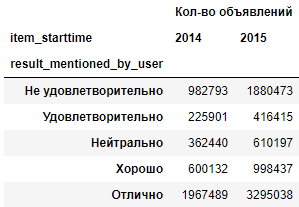 Кол-во объявлений
item_starttime 2014 2015
result_mentioned_by_user
Не удовлетворительно 982793 1880473
Удовлетворительно 225901 416415
Нейтрально 362440 610197
Хорошо 600132 998437
Отлично 1967489 3295038